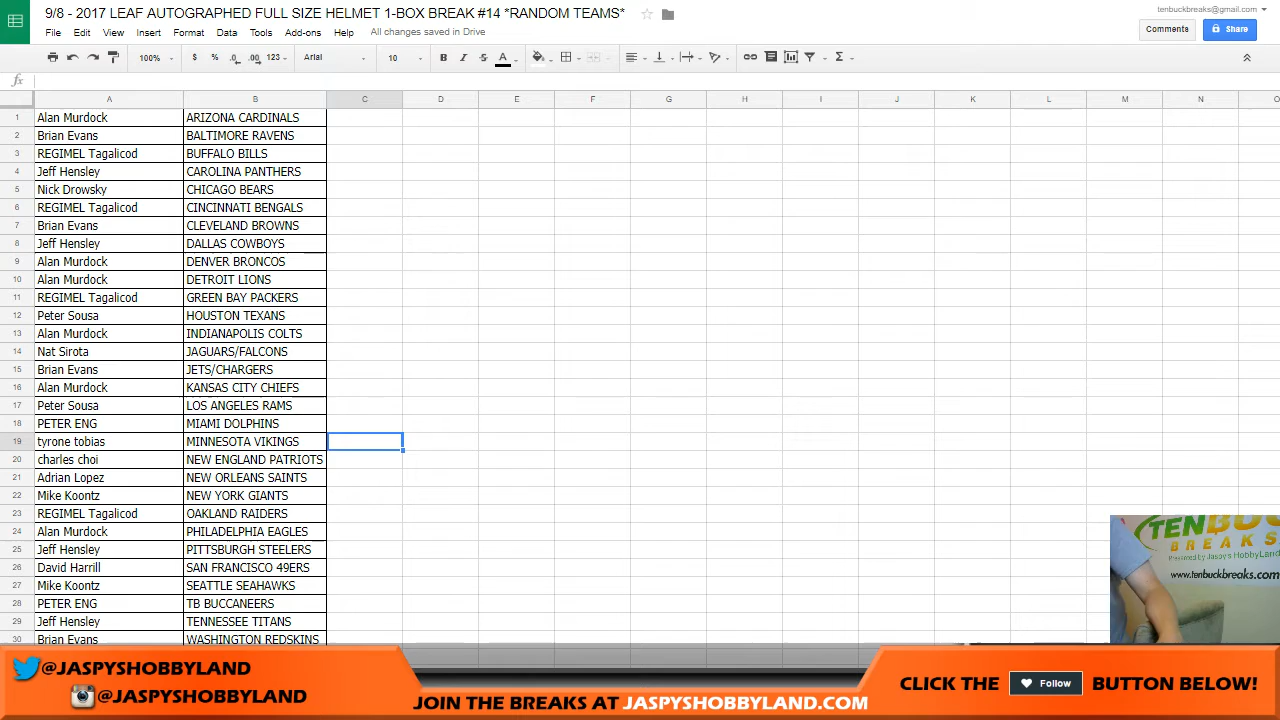 9/8 - 2017 LEAF AUTOGRAPHED FULL SIZE HELMET 1-BOX BREAK #14 *RANDOM TEAMS*
tenbuckbreaks@gmail.com
File Edit View Insert Format Data Tools Add-ons Help All changes saved in Drive
Comments Share
100% $ % .0 .00 123 Arial 10 B I S A
fx
A B C D E F G H I J K L M N O
1 Alan Murdock ARIZONA CARDINALS
2 Brian Evans BALTIMORE RAVENS
3 REGIMEL Tagalicod BUFFALO BILLS
4 Jeff Hensley CAROLINA PANTHERS
5 Nick Drowsky CHICAGO BEARS
6 REGIMEL Tagalicod CINCINNATI BENGALS
7 Brian Evans CLEVELAND BROWNS
8 Jeff Hensley DALLAS COWBOYS
9 Alan Murdock DENVER BRONCOS
10 Alan Murdock DETROIT LIONS
11 REGIMEL Tagalicod GREEN BAY PACKERS
12 Peter Sousa HOUSTON TEXANS
13 Alan Murdock INDIANAPOLIS COLTS
14 Nat Sirota JAGUARS/FALCONS
15 Brian Evans JETS/CHARGERS
16 Alan Murdock KANSAS CITY CHIEFS
17 Peter Sousa LOS ANGELES RAMS
18 PETER ENG MIAMI DOLPHINS
19 tyrone tobias MINNESOTA VIKINGS
20 charles choi NEW ENGLAND PATRIOTS
21 Adrian Lopez NEW ORLEANS SAINTS
22 Mike Koontz NEW YORK GIANTS
23 REGIMEL Tagalicod OAKLAND RAIDERS
24 Alan Murdock PHILADELPHIA EAGLES
25 Jeff Hensley PITTSBURGH STEELERS
26 David Harrill SAN FRANCISCO 49ERS
27 Mike Koontz SEATTLE SEAHAWKS
28 PETER ENG TB BUCCANEERS
29 Jeff Hensley TENNESSEE TITANS
30 Brian Evans WASHINGTON REDSKINS
TENBUC
BREAKS
Presented by Jaspy's HobbyLand
www.tenbuckbreaks.com
@JASPYSHOBBYLAND
@JASPYSHOBBYLAND
JOIN THE BREAKS AT JASPYSHOBBYLAND.COM
CLICK THE Follow BUTTON BELOW!